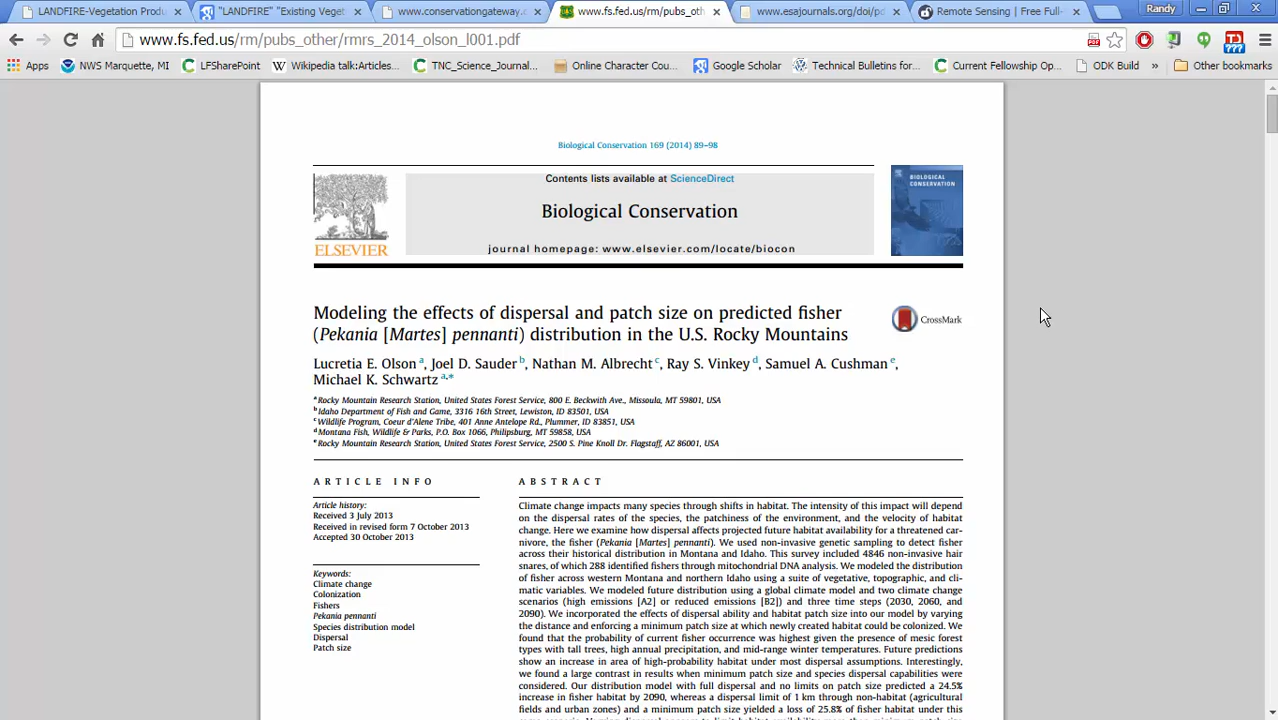 LANDFIRE-Vegetation Produ
"LANDFIRE" "Existing Veget
www.conservationgateway.c
www.fs.fed.us/rm/pubs_oth
www.esajournals.org/doi/pd
Remote Sensing | Free Full-
Randy
www.fs.fed.us/rm/pubs_other/rmrs_2014_olson_l001.pdf
Apps
NWS Marquette, MI
LFSharePoint
Wikipedia talk:Articles...
TNC_Science_Journal...
Online Character Cou...
Google Scholar
Technical Bulletins for...
Current Fellowship Op...
ODK Build
»
Other bookmarks
Biological Conservation 169 (2014) 89–98
Contents lists available at ScienceDirect
Biological Conservation
journal homepage: www.elsevier.com/locate/biocon
ELSEVIER
BIOLOGICAL
CONSERVATION
Modeling the effects of dispersal and patch size on predicted fisher
(Pekania [Martes] pennanti) distribution in the U.S. Rocky Mountains
CrossMark
Lucretia E. Olson a, Joel D. Sauder b, Nathan M. Albrecht c, Ray S. Vinkey d, Samuel A. Cushman e,
Michael K. Schwartz a,*
a Rocky Mountain Research Station, United States Forest Service, 800 E. Beckwith Ave., Missoula, MT 59801, USA
b Idaho Department of Fish and Game, 3316 16th Street, Lewiston, ID 83501, USA
c Wildlife Program, Coeur d'Alene Tribe, 401 Anne Antelope Rd., Plummer, ID 83851, USA
d Montana Fish, Wildlife & Parks, P.O. Box 1066, Philipsburg, MT 59858, USA
e Rocky Mountain Research Station, United States Forest Service, 2500 S. Pine Knoll Dr. Flagstaff, AZ 86001, USA
ARTICLE INFO
Article history:
Received 3 July 2013
Received in revised form 7 October 2013
Accepted 30 October 2013
Keywords:
Climate change
Colonization
Fishers
Pekania pennanti
Species distribution model
Dispersal
Patch size
ABSTRACT
Climate change impacts many species through shifts in habitat. The intensity of this impact will depend
on the dispersal rates of the species, the patchiness of the environment, and the velocity of habitat
change. Here we examine how dispersal affects projected future habitat availability for a threatened car-
nivore, the fisher (Pekania [Martes] pennanti). We used non-invasive genetic sampling to detect fisher
across their historical distribution in Montana and Idaho. This survey included 4846 non-invasive hair
snares, of which 288 identified fishers through mitochondrial DNA analysis. We modeled the distribution
of fisher across western Montana and northern Idaho using a suite of vegetative, topographic, and cli-
matic variables. We modeled future distribution using a global climate model and two climate change
scenarios (high emissions [A2] or reduced emissions [B2]) and three time steps (2030, 2060, and
2090). We incorporated the effects of dispersal ability and habitat patch size into our model by varying
the distance and enforcing a minimum patch size at which newly created habitat could be colonized. We
found that the probability of current fisher occurrence was highest given the presence of mesic forest
types with tall trees, high annual precipitation, and mid-range winter temperatures. Future predictions
show an increase in area of high-probability habitat under most dispersal assumptions. Interestingly,
we found a large contrast in results when minimum patch size and species dispersal capabilities were
considered. Our distribution model with full dispersal and no limits on patch size predicted a 24.5%
increase in fisher habitat by 2090, whereas a dispersal limit of 1 km through non-habitat (agricultural
fields and urban zones) and a minimum patch size yielded a loss of 25.8% of fisher habitat under this